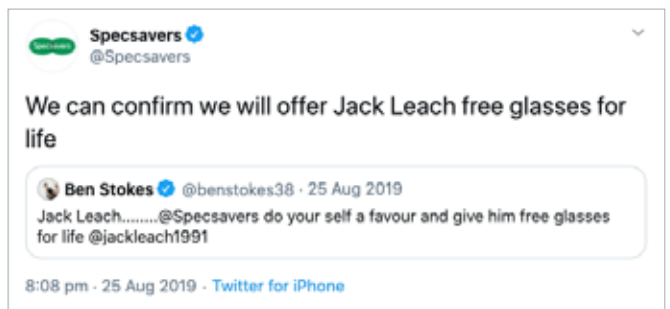 Specsavers
Specsavers
@Specsavers
We can confirm we will offer Jack Leach free glasses for
life
Ben Stokes @benstokes38 · 25 Aug 2019
Jack Leach........@Specsavers do your self a favour and give him free glasses
for life @jackleach1991
8:08 pm · 25 Aug 2019 · Twitter for iPhone